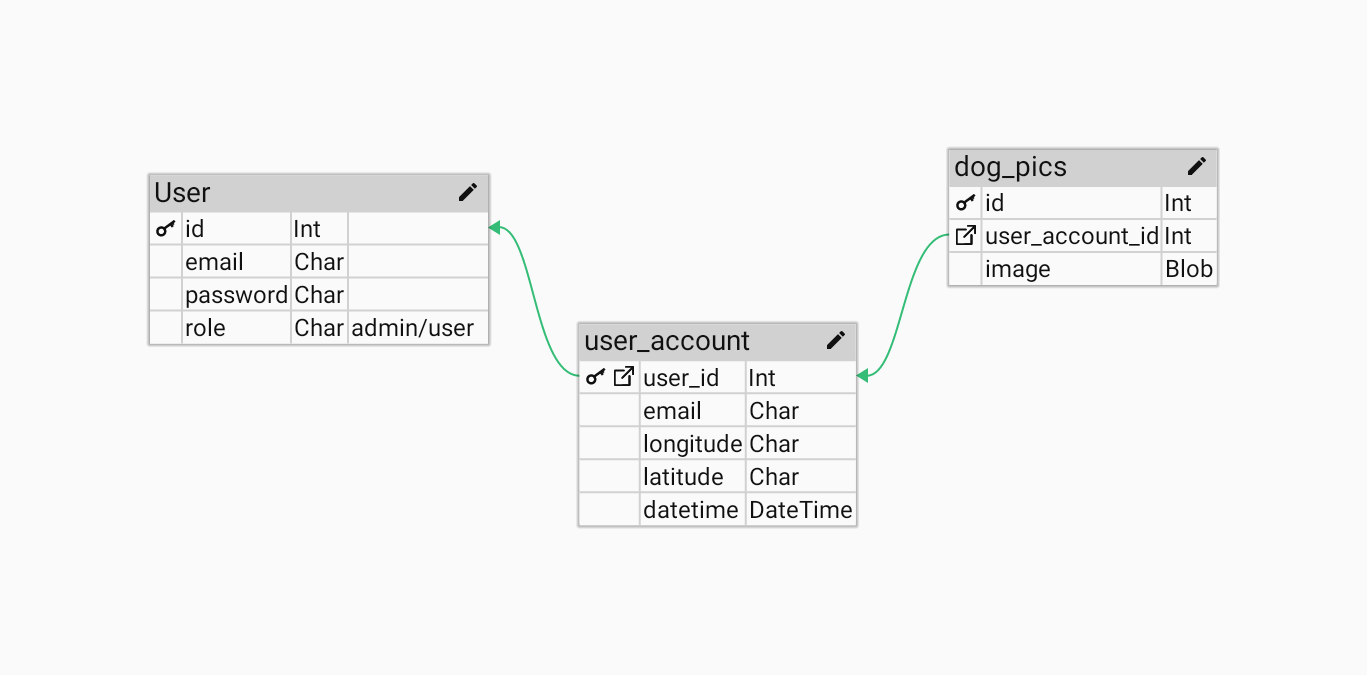 User
id Int
email Char
password Char
role Char admin/user
user_account
user_id Int
email Char
longitude Char
latitude Char
datetime DateTime
dog_pics
id Int
user_account_id Int
image Blob